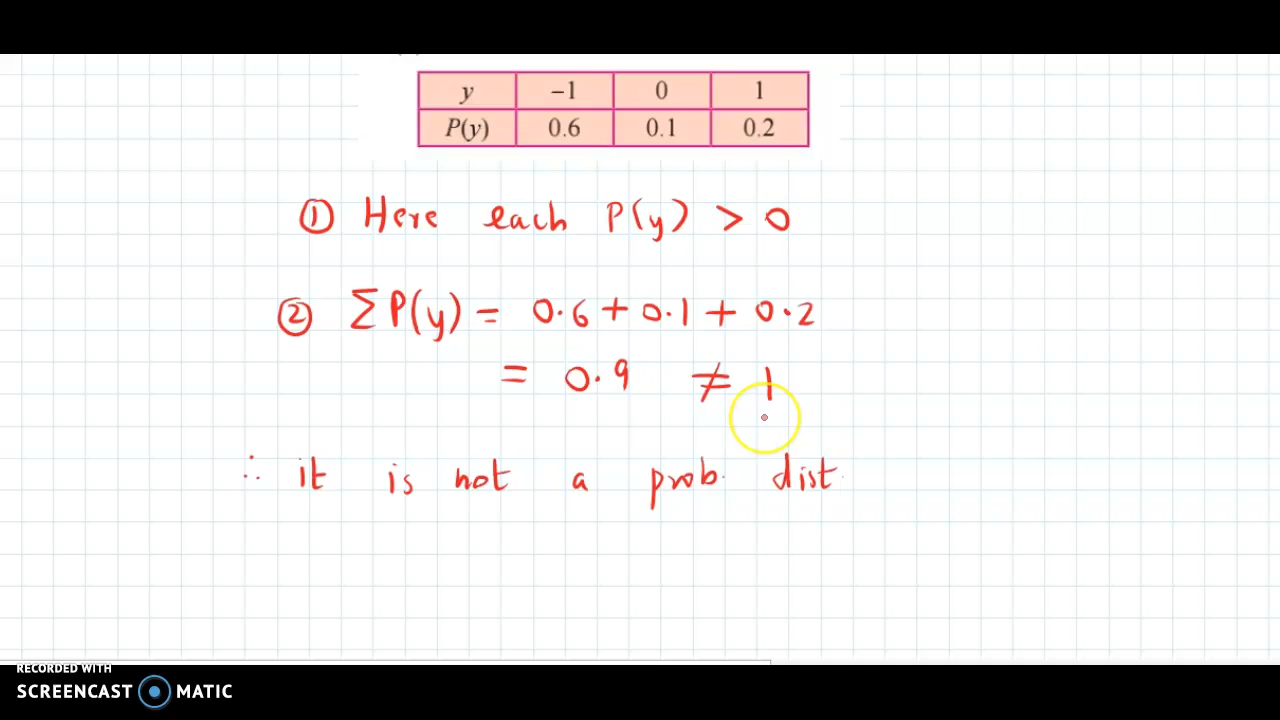 y −1 0 1
P(y) 0.6 0.1 0.2
① Here each P(y) > 0
② ΣP(y) = 0.6 + 0.1 + 0.2
= 0.9 ≠ 1
∴ it is not a prob. dist.
RECORDED WITH
SCREENCAST MATIC